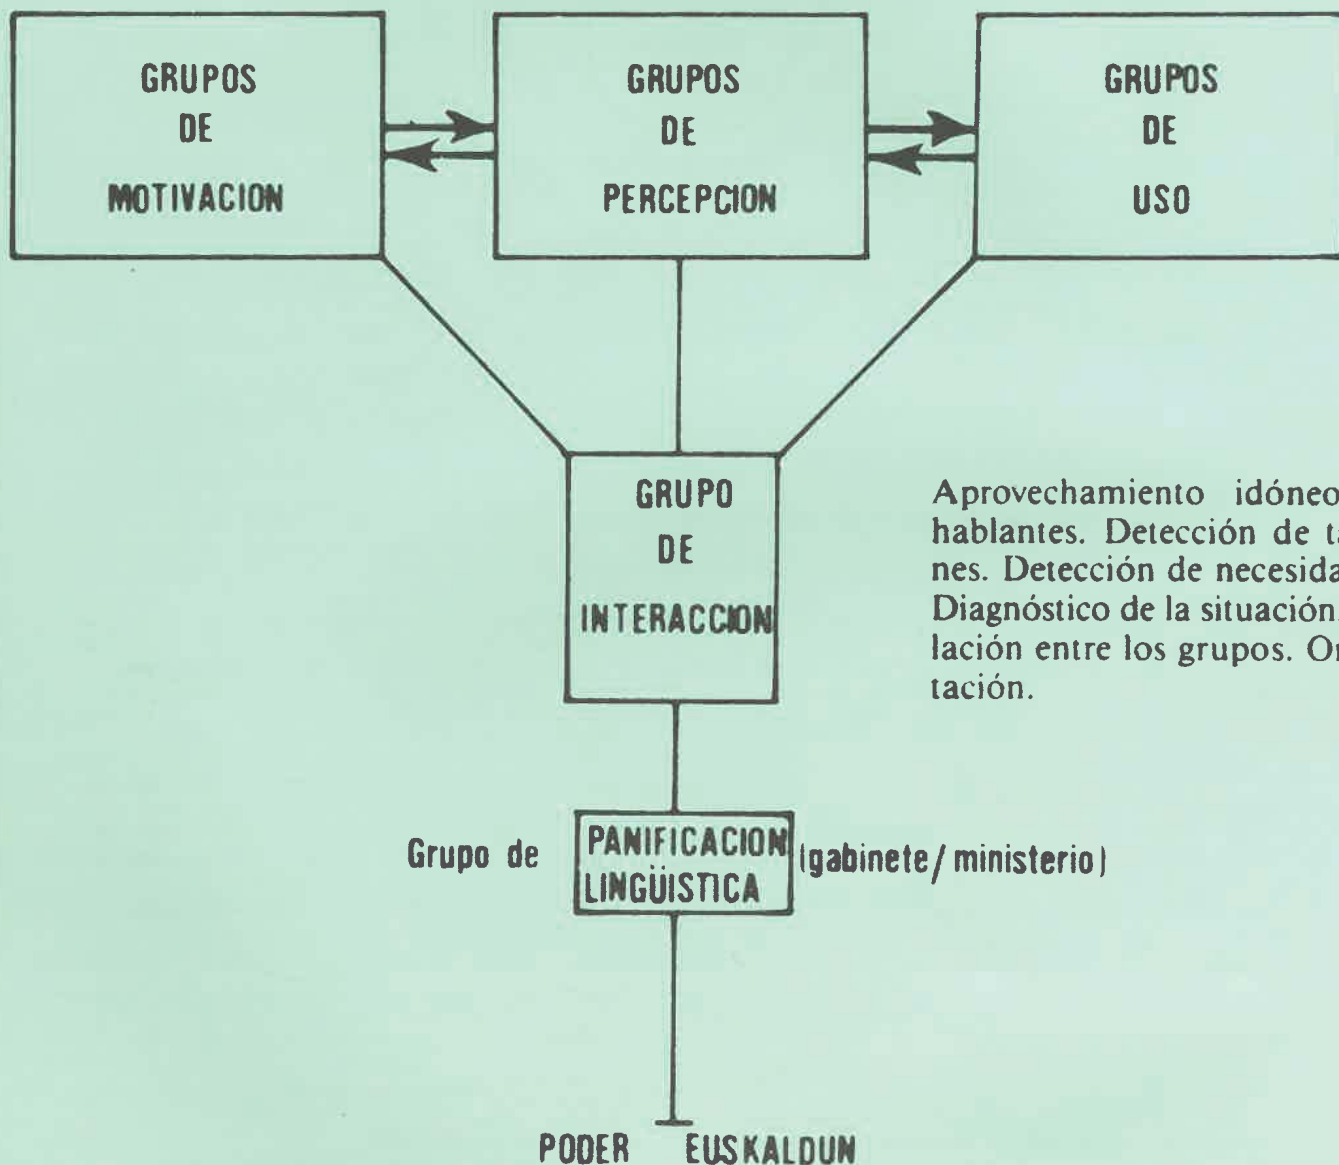 GRUPOS
DE
MOTIVACION
GRUPOS
DE
PERCEPCION
GRUPOS
DE
USO
GRUPO
DE
INTERACCION
Aprovechamiento idóneo
hablantes. Detección de
nes. Detección de
Diagnóstico de la situación.
lación entre los grupos.
tación.
Grupo de
PANIFICACION
LINGÜISTICA
(gabinete/ministerio)
PODER EUSKALDUN